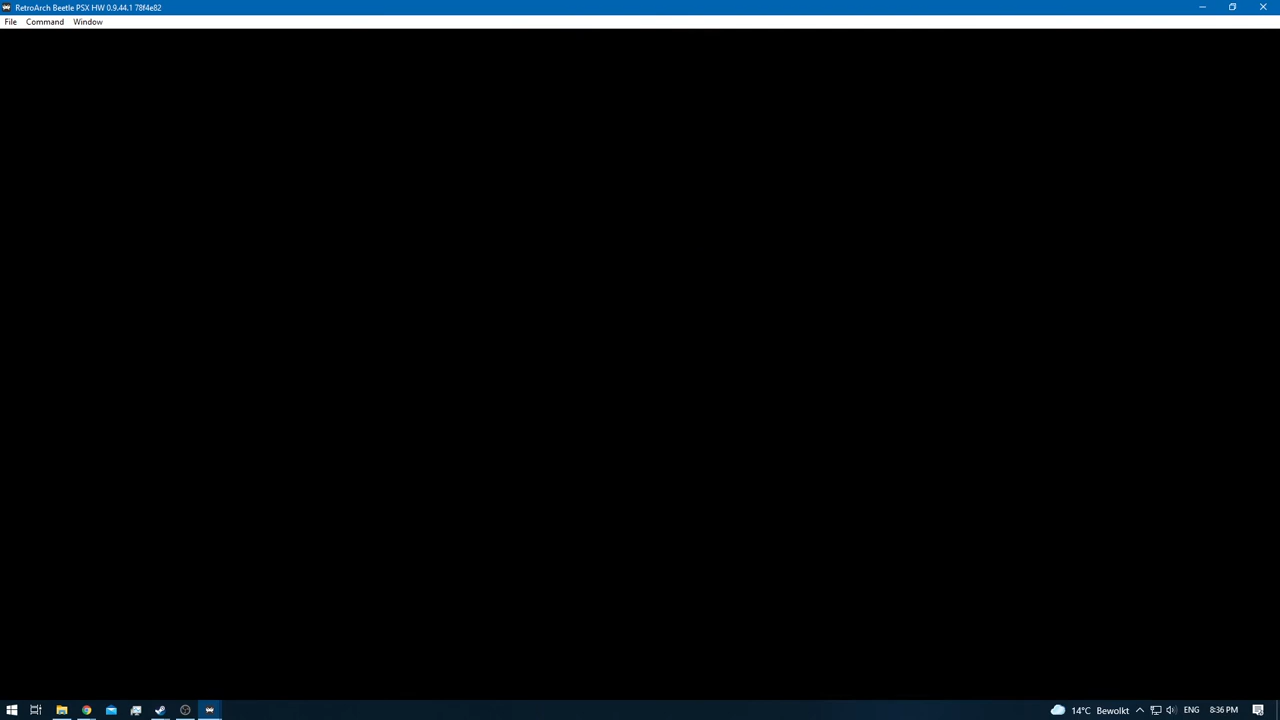 RetroArch Beetle PSX HW 0.9.44.1 78f4e82
File Command Window
14°C Bewolkt ENG 8:36 PM